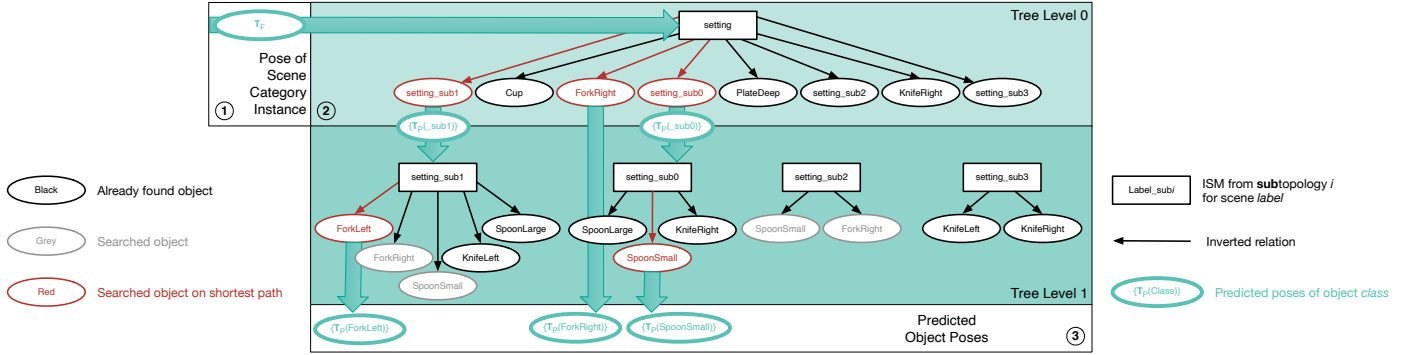 T_F
setting
Tree Level 0
Pose of
Scene
Category
Instance
1
2
setting_sub1
Cup
ForkRight
setting_sub0
PlateDeep
setting_sub2
KnifeRight
setting_sub3
{T_P(_sub1)}
{T_P(_sub0)}
Black
Already found object
Grey
Searched object
Red
Searched object on shortest path
setting_sub1
setting_sub0
setting_sub2
setting_sub3
ForkLeft
ForkRight
SpoonSmall
KnifeLeft
SpoonLarge
SpoonLarge
SpoonSmall
KnifeRight
SpoonSmall
ForkRight
KnifeLeft
KnifeRight
Tree Level 1
{T_P(ForkLeft)}
{T_P(ForkRight)}
{T_P(SpoonSmall)}
Predicted
Object Poses
3
Label_subi
ISM from subtopology i
for scene label
Inverted relation
{T_P(Class)}
Predicted poses of object class